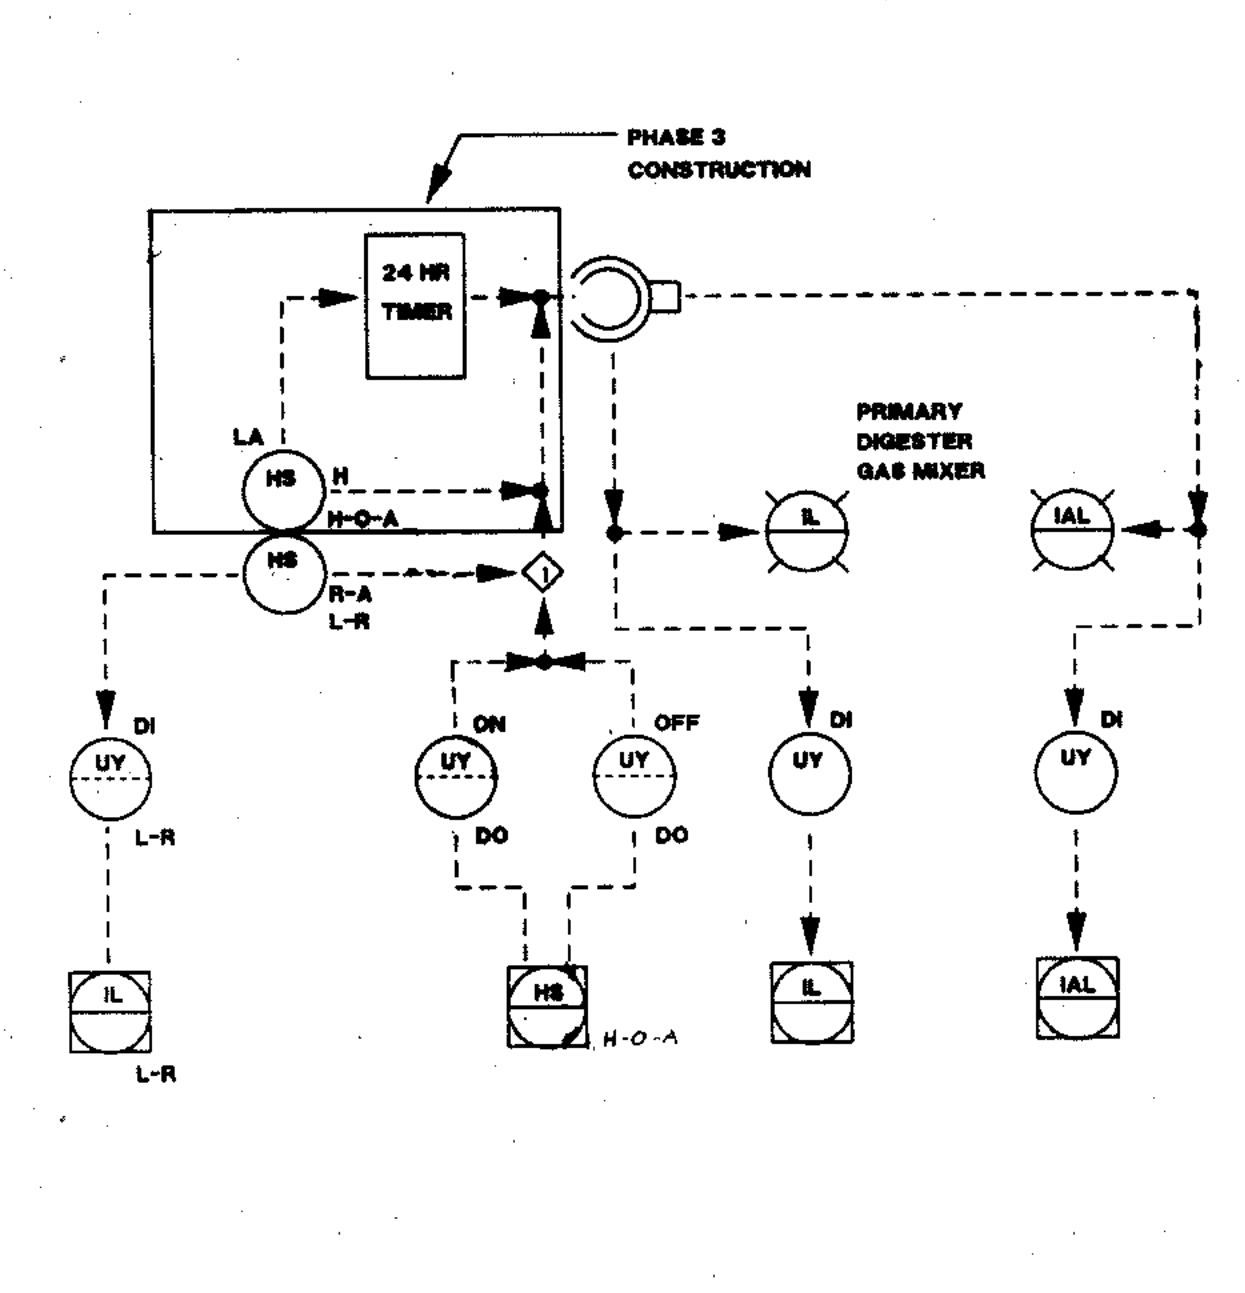 PHASE 3
CONSTRUCTION
24 HR
TIMER
PRIMARY
DIGESTER
GAS MIXER
LA
HS
H
H-O-A
HS
R-A
L-R
1
IL
IAL
DI
UY
L-R
ON
UY
DO
OFF
UY
DO
DI
UY
DI
UY
IL
L-R
HS
H-O-A
IL
IAL